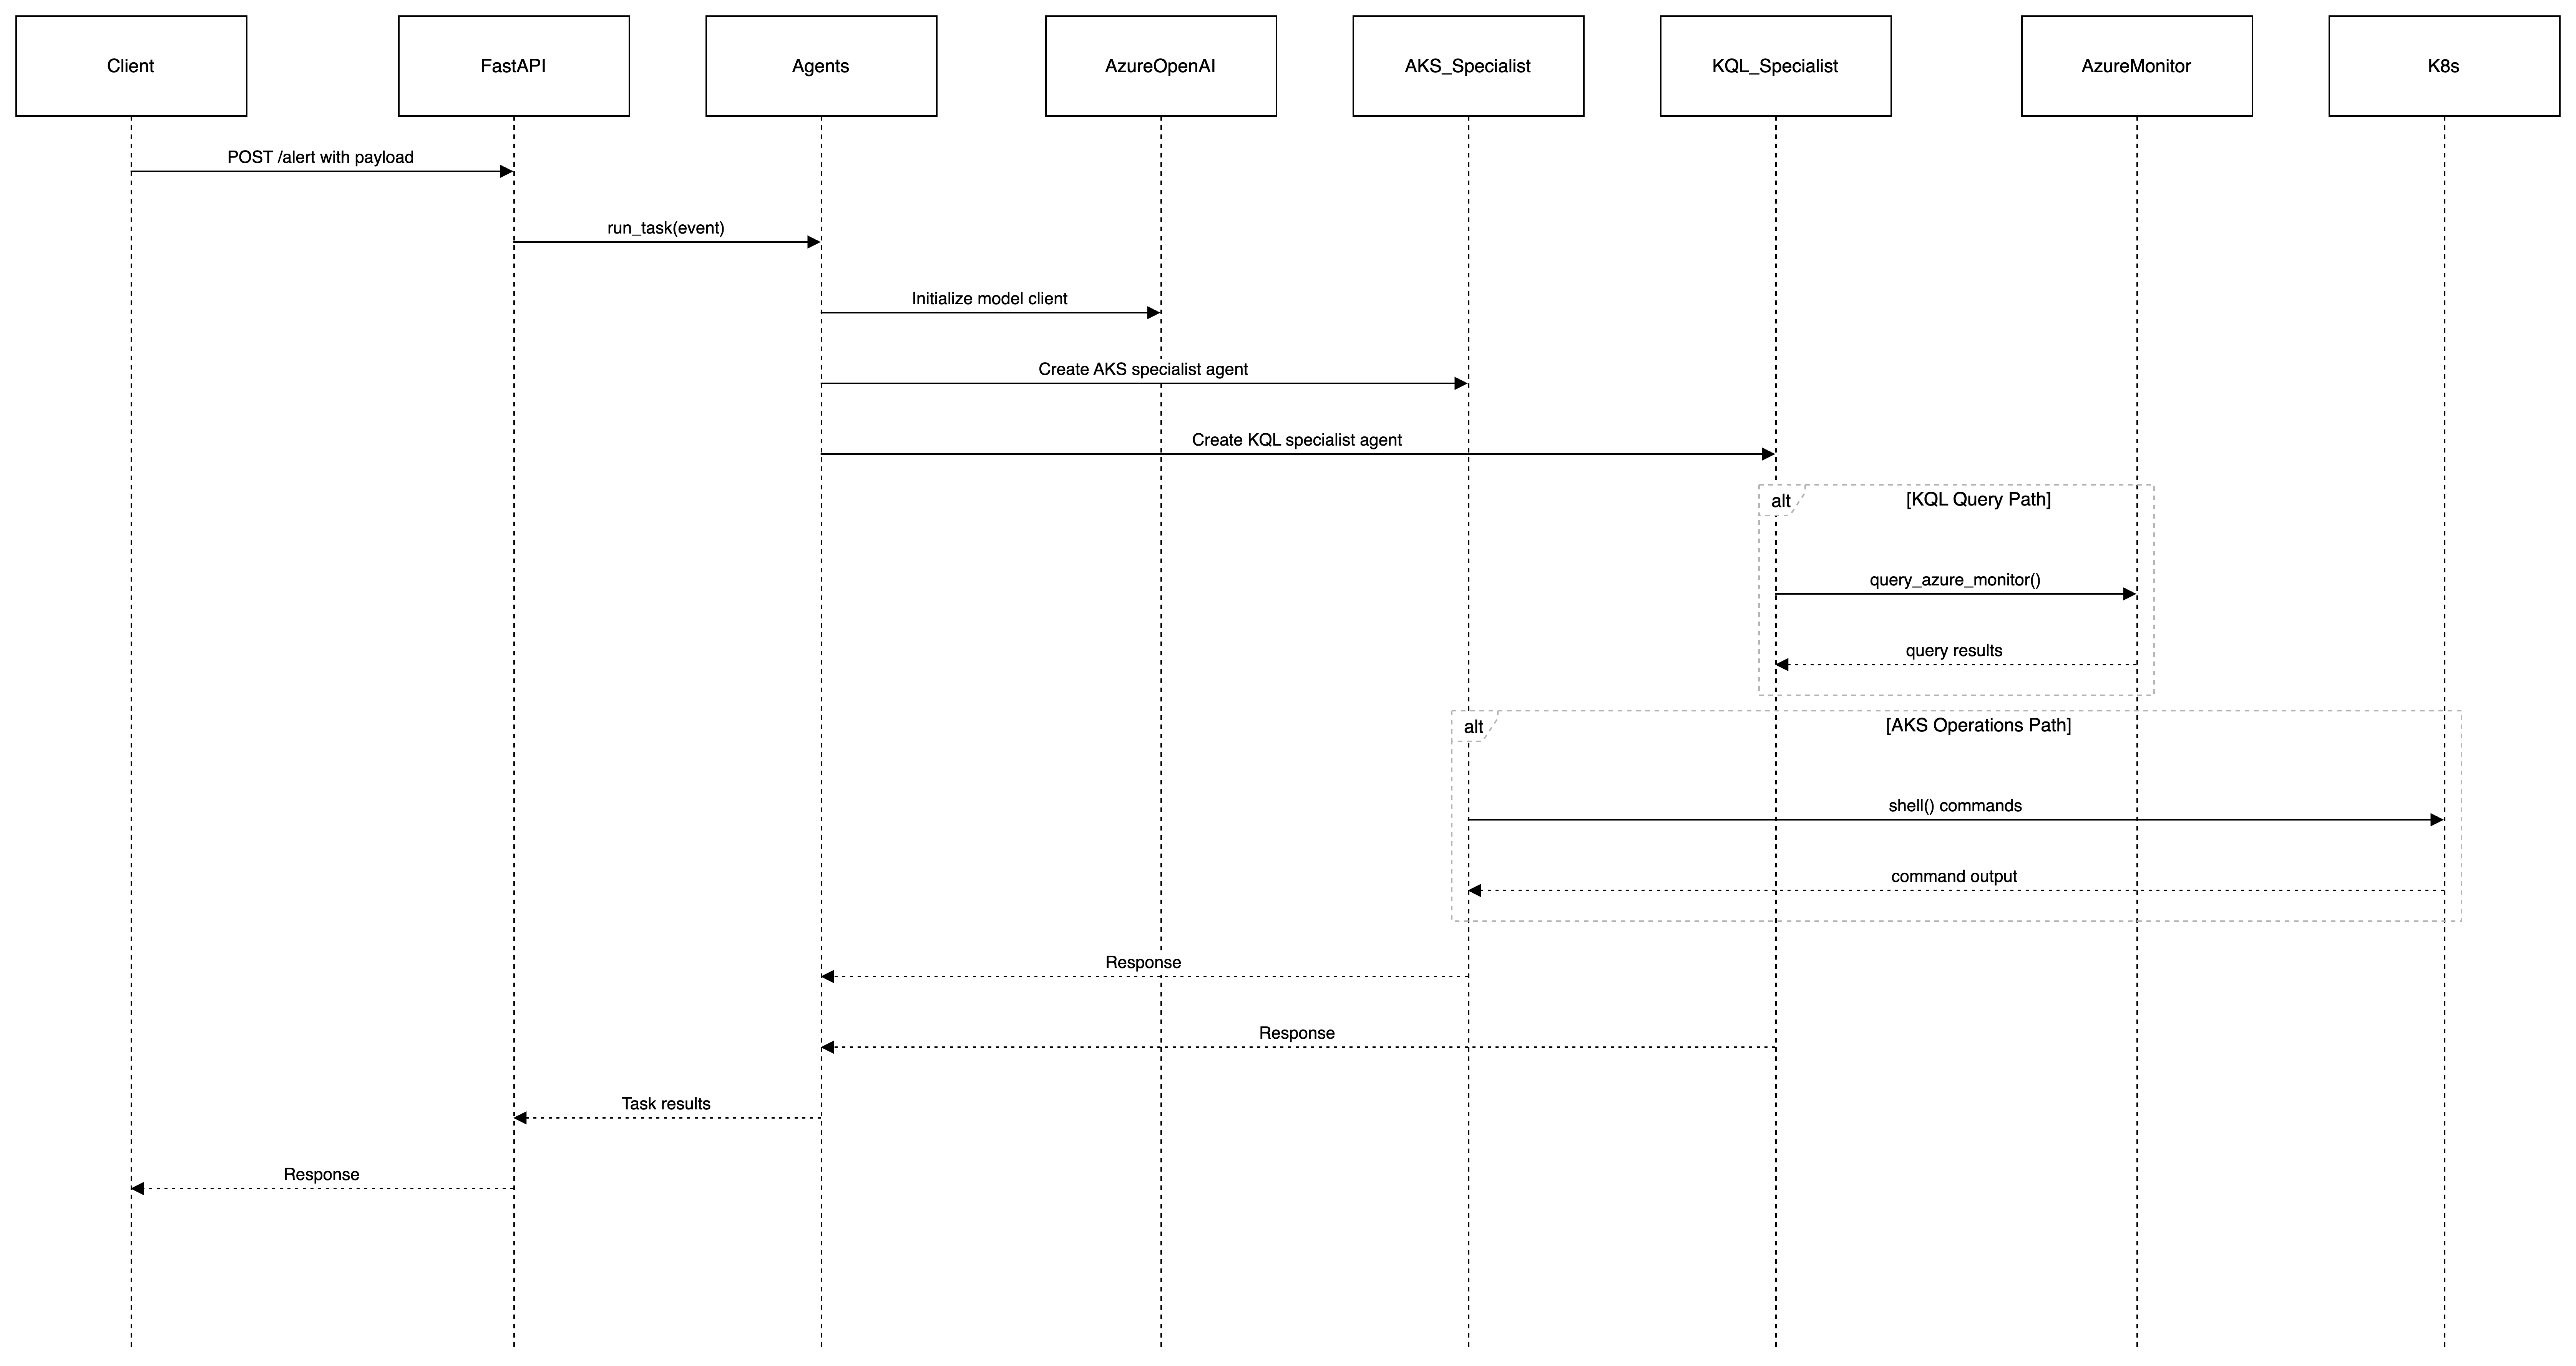 Client
FastAPI
Agents
AzureOpenAI
AKS_Specialist
KQL_Specialist
AzureMonitor
K8s
POST /alert with payload
run_task(event)
Initialize model client
Create AKS specialist agent
Create KQL specialist agent
alt
[KQL Query Path]
query_azure_monitor()
query results
alt
[AKS Operations Path]
shell() commands
command output
Response
Response
Task results
Response